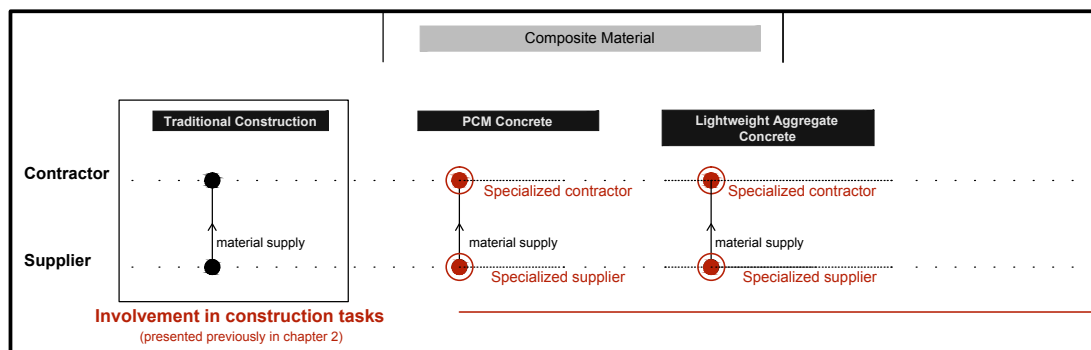 Composite Material
Traditional Construction
PCM Concrete
Lightweight Aggregate
Concrete
Contractor
Specialized contractor
Specialized contractor
material supply
material supply
material supply
Supplier
Specialized supplier
Specialized supplier
Involvement in construction tasks
(presented previously in chapter 2)